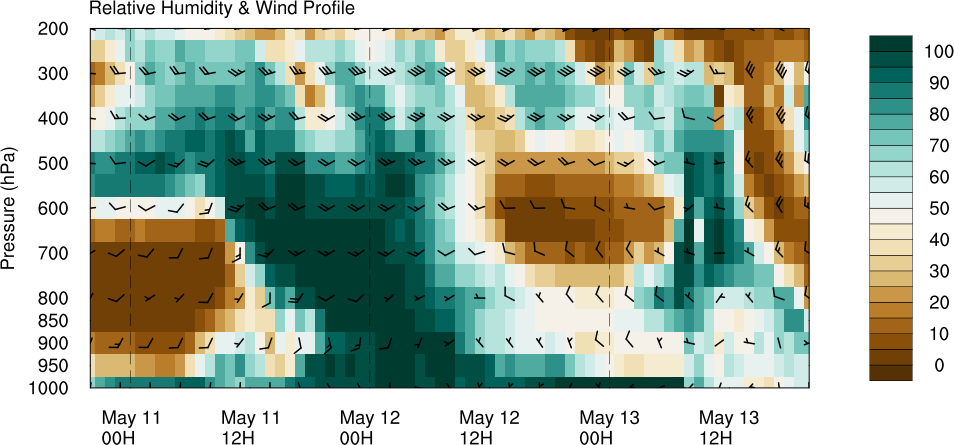 Relative Humidity & Wind Profile
200
300
400
500
600
700
800
850
900
950
1000
Pressure (hPa)
May 11 00H
May 11 12H
May 12 00H
May 12 12H
May 13 00H
May 13 12H
100
90
80
70
60
50
40
30
20
10
0